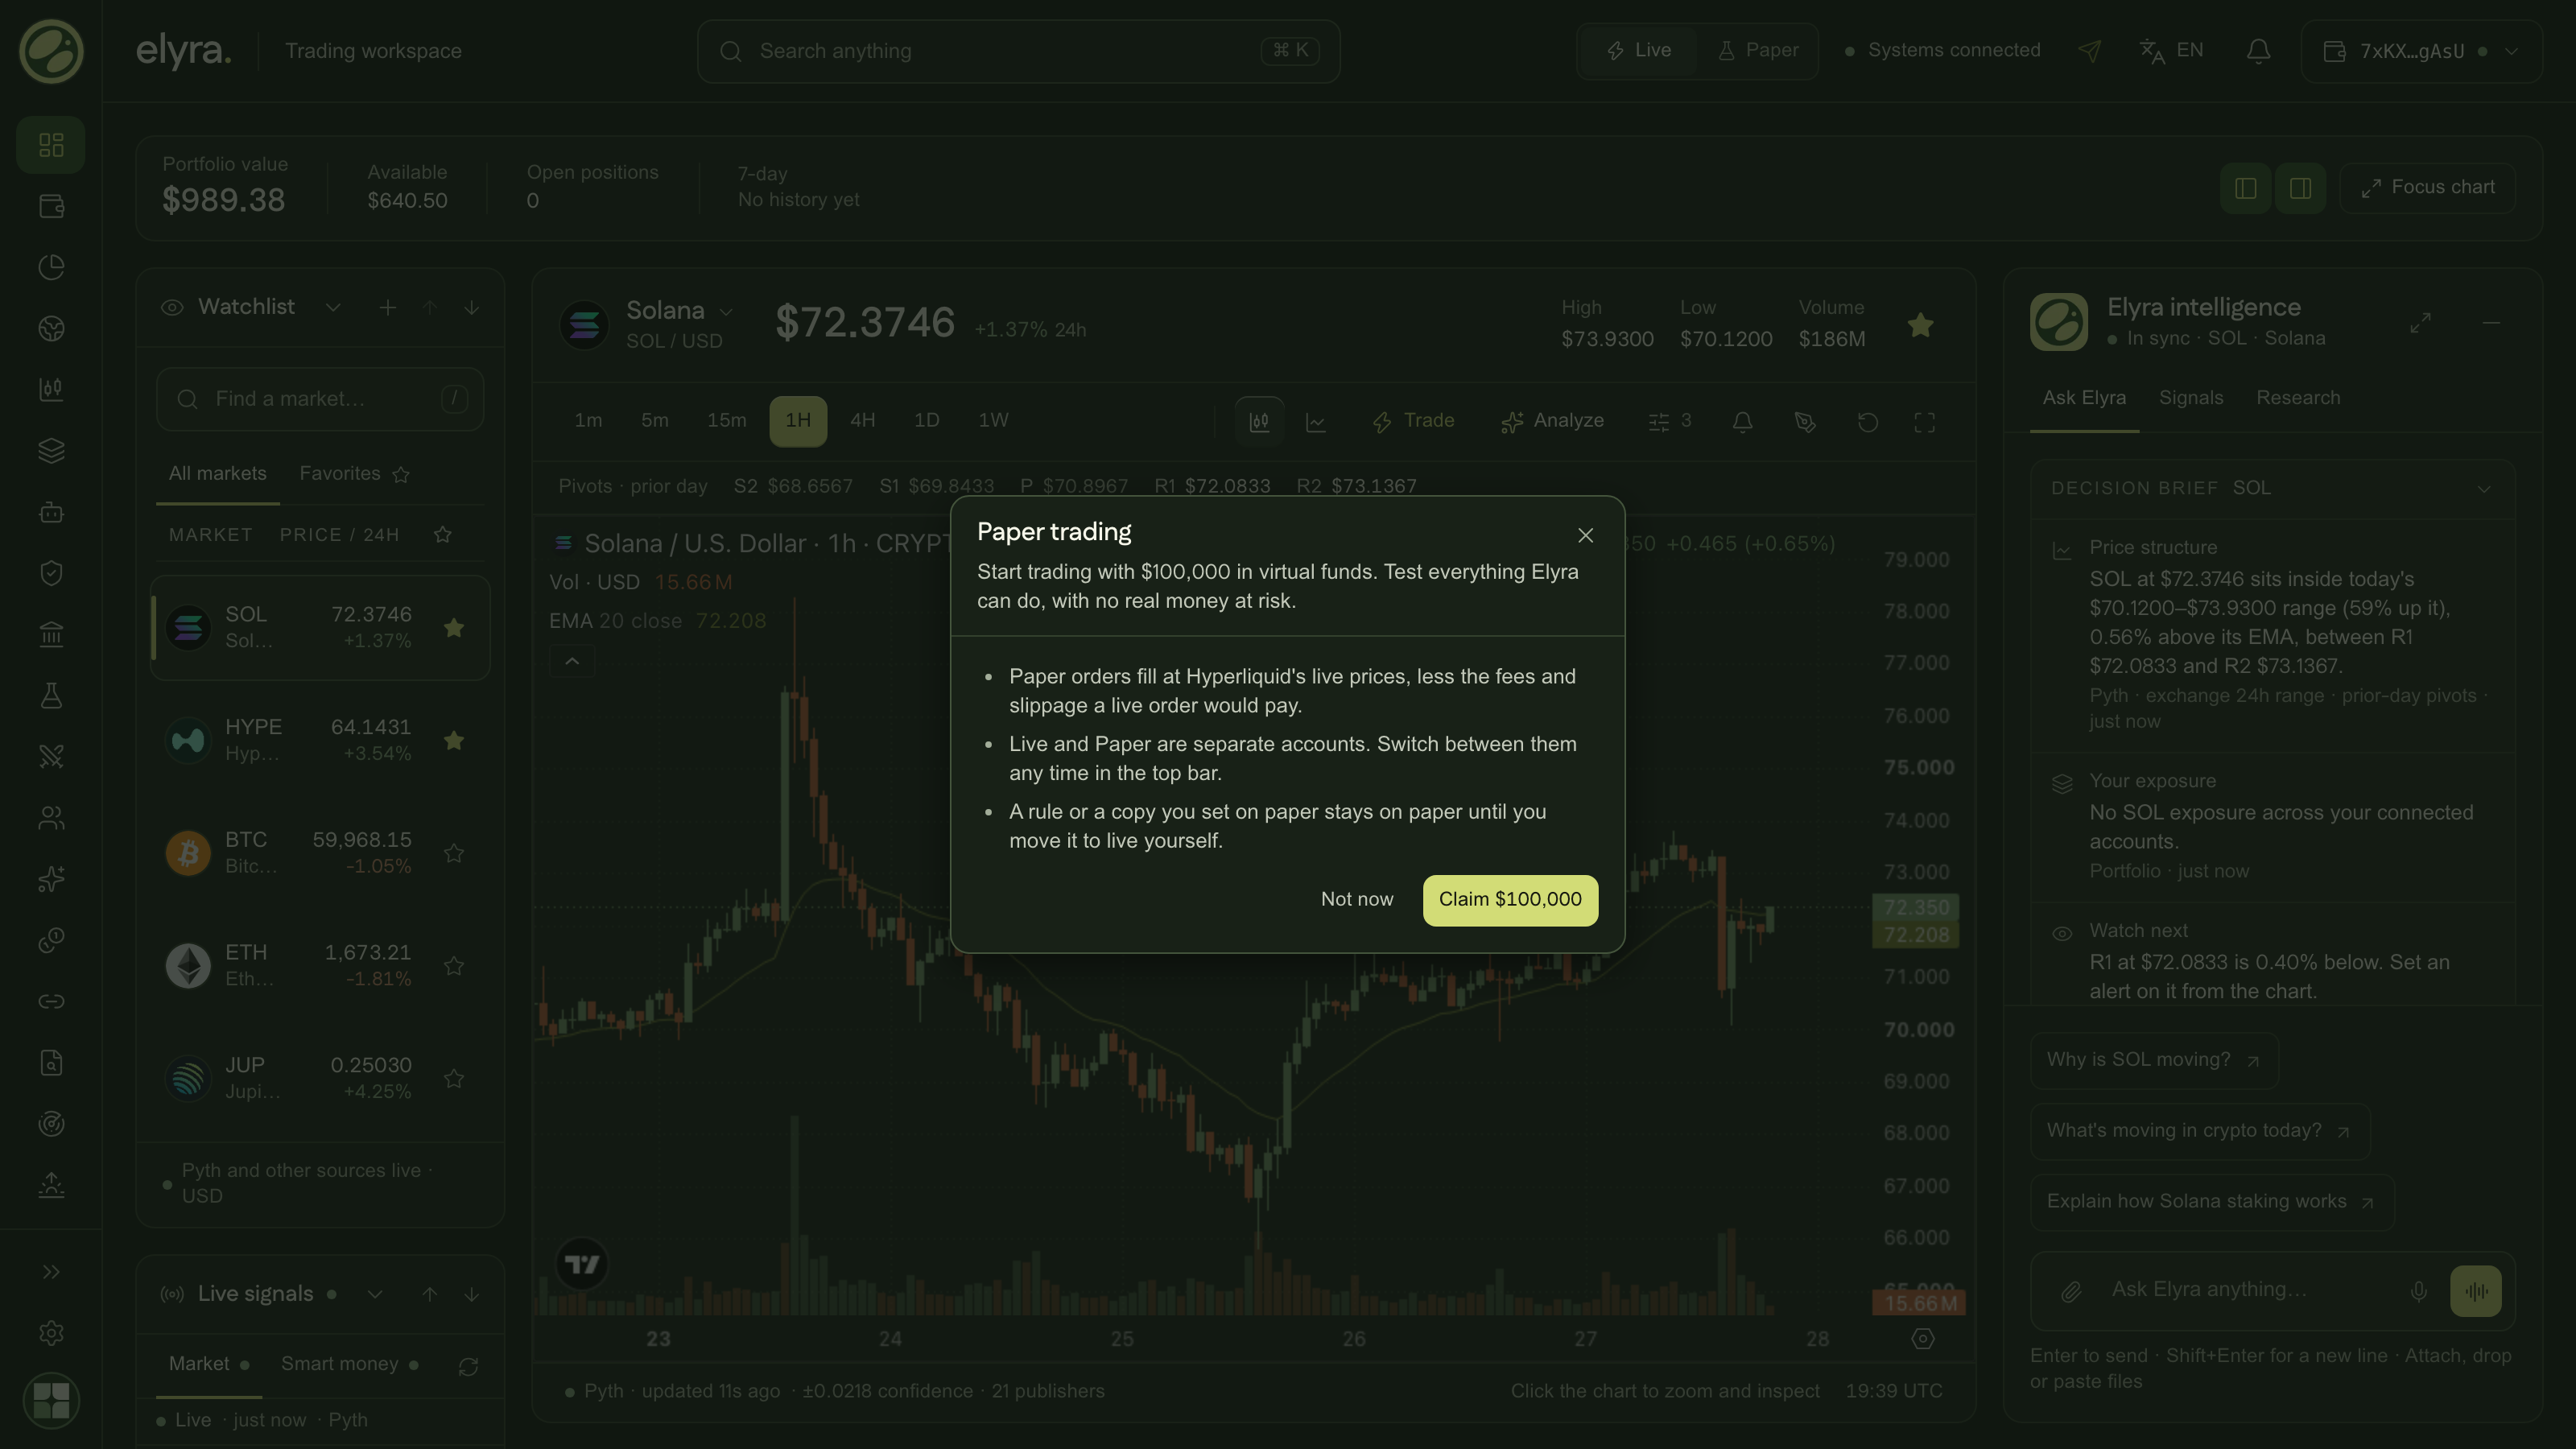 elyra.
Trading workspace
Search anything
⌘ K
Live
Paper
Systems connected
EN
7xKX…gAsU
Portfolio value
$989.38
Available
$640.50
Open positions
0
7-day
No history yet
Focus chart
Watchlist
Find a market…
/
All markets
Favorites
MARKET
PRICE / 24H
SOL
72.3746
Sol…
+1.37%
HYPE
64.1431
Hyp…
+3.54%
BTC
59,968.15
Bitc…
-1.05%
ETH
1,673.21
Eth…
-1.81%
JUP
0.25030
Jupi…
+4.25%
Pyth and other sources live ·
USD
Live signals
Market
Smart money
Live · just now · Pyth
Solana
SOL / USD
$72.3746
+1.37% 24h
High
$73.9300
Low
$70.1200
Volume
$186M
1m
5m
15m
1H
4H
1D
1W
Trade
Analyze
3
Pivots · prior day S2 $68.6567 S1 $69.8433 P $70.8967 R1 $72.0833 R2 $73.1367
Solana / U.S. Dollar · 1h · CRYPT
350 +0.465 (+0.65%)
Vol · USD 15.66 M
EMA 20 close 72.208
79.000
78.000
77.000
76.000
75.000
74.000
73.000
72.350
72.208
71.000
70.000
69.000
68.000
67.000
66.000
65.000
15.66 M
23
24
25
26
27
28
Pyth · updated 11s ago · ±0.0218 confidence · 21 publishers
Click the chart to zoom and inspect
19:39 UTC
Paper trading
Start trading with $100,000 in virtual funds. Test everything Elyra
can do, with no real money at risk.
• Paper orders fill at Hyperliquid's live prices, less the fees and
slippage a live order would pay.
• Live and Paper are separate accounts. Switch between them
any time in the top bar.
• A rule or a copy you set on paper stays on paper until you
move it to live yourself.
Not now
Claim $100,000
Elyra intelligence
In sync · SOL · Solana
Ask Elyra
Signals
Research
DECISION BRIEF SOL
Price structure
SOL at $72.3746 sits inside today's
$70.1200–$73.9300 range (59% up it),
0.56% above its EMA, between R1
$72.0833 and R2 $73.1367.
Pyth · exchange 24h range · prior-day pivots ·
just now
Your exposure
No SOL exposure across your connected
accounts.
Portfolio · just now
Watch next
R1 at $72.0833 is 0.40% below. Set an
alert on it from the chart.
Why is SOL moving?
What's moving in crypto today?
Explain how Solana staking works
Ask Elyra anything…
Enter to send · Shift+Enter for a new line · Attach, drop
or paste files